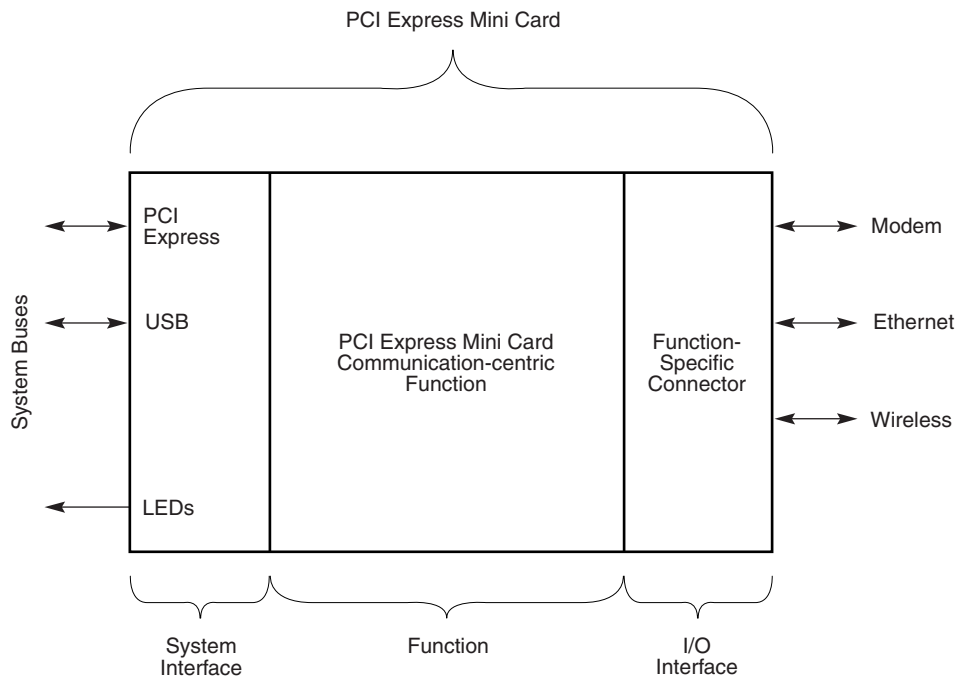 PCI Express Mini Card
PCI
Express
USB
LEDs
System Buses
PCI Express Mini Card
Communication-centric
Function
Function-
Specific
Connector
Modem
Ethernet
Wireless
System
Interface
Function
I/O
Interface